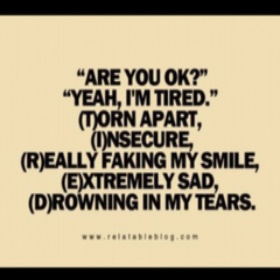 “ARE YOU OK?”
“YEAH, I'M TIRED.”
(T)ORN APART,
(I)NSECURE,
(R)EALLY FAKING MY SMILE,
(E)XTREMELY SAD,
(D)ROWNING IN MY TEARS.
www.relatableblog.com